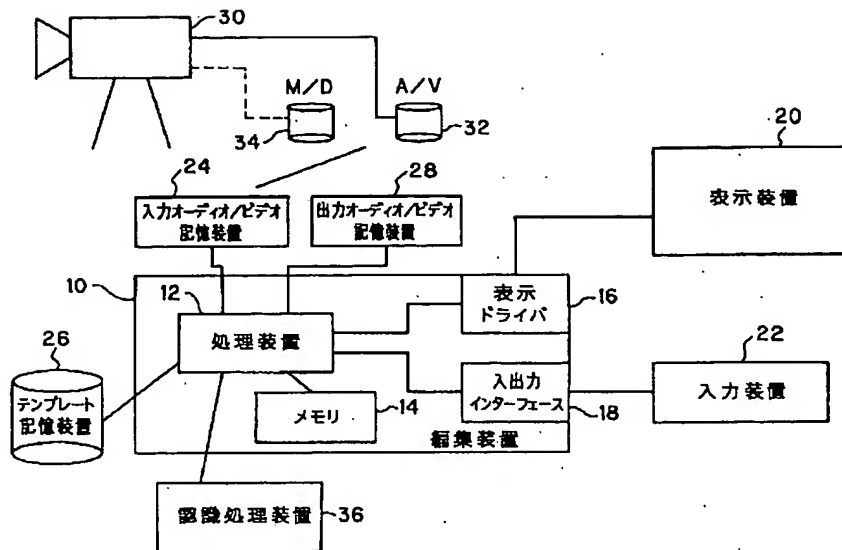 30
M/D
A/V
34
32
20
表示装置
24
28
入力オーディオ/ビデオ
記憶装置
出力オーディオ/ビデオ
記憶装置
10
12
処理装置
表示
ドライバ
16
26
テンプレート
記憶装置
メモリ
14
入出力
インターフェース
18
22
入力装置
編集装置
認識処理装置
36